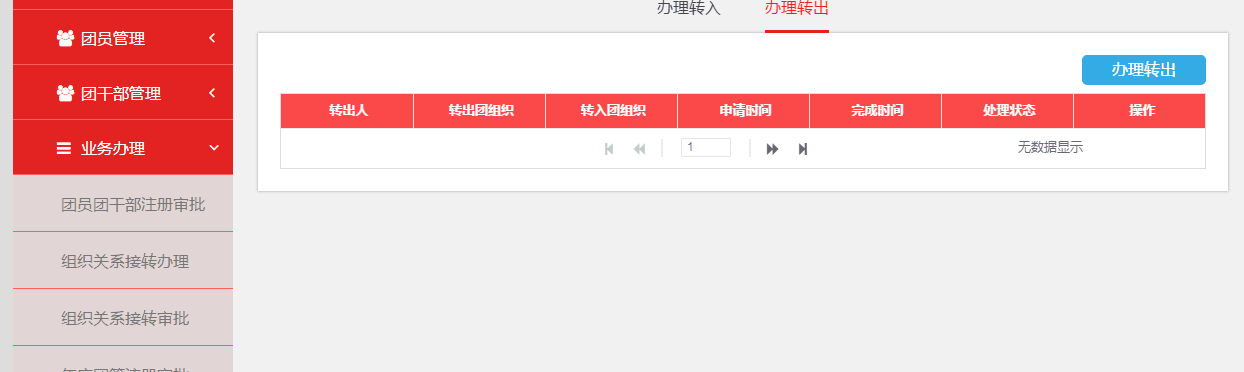 办理转入
办理转出
团员管理
团干部管理
业务办理
团员团干部注册审批
组织关系接转办理
组织关系接转审批
办理转出
转出人 转出团组织 转入团组织 申请时间 完成时间 处理状态 操作
1
无数据显示